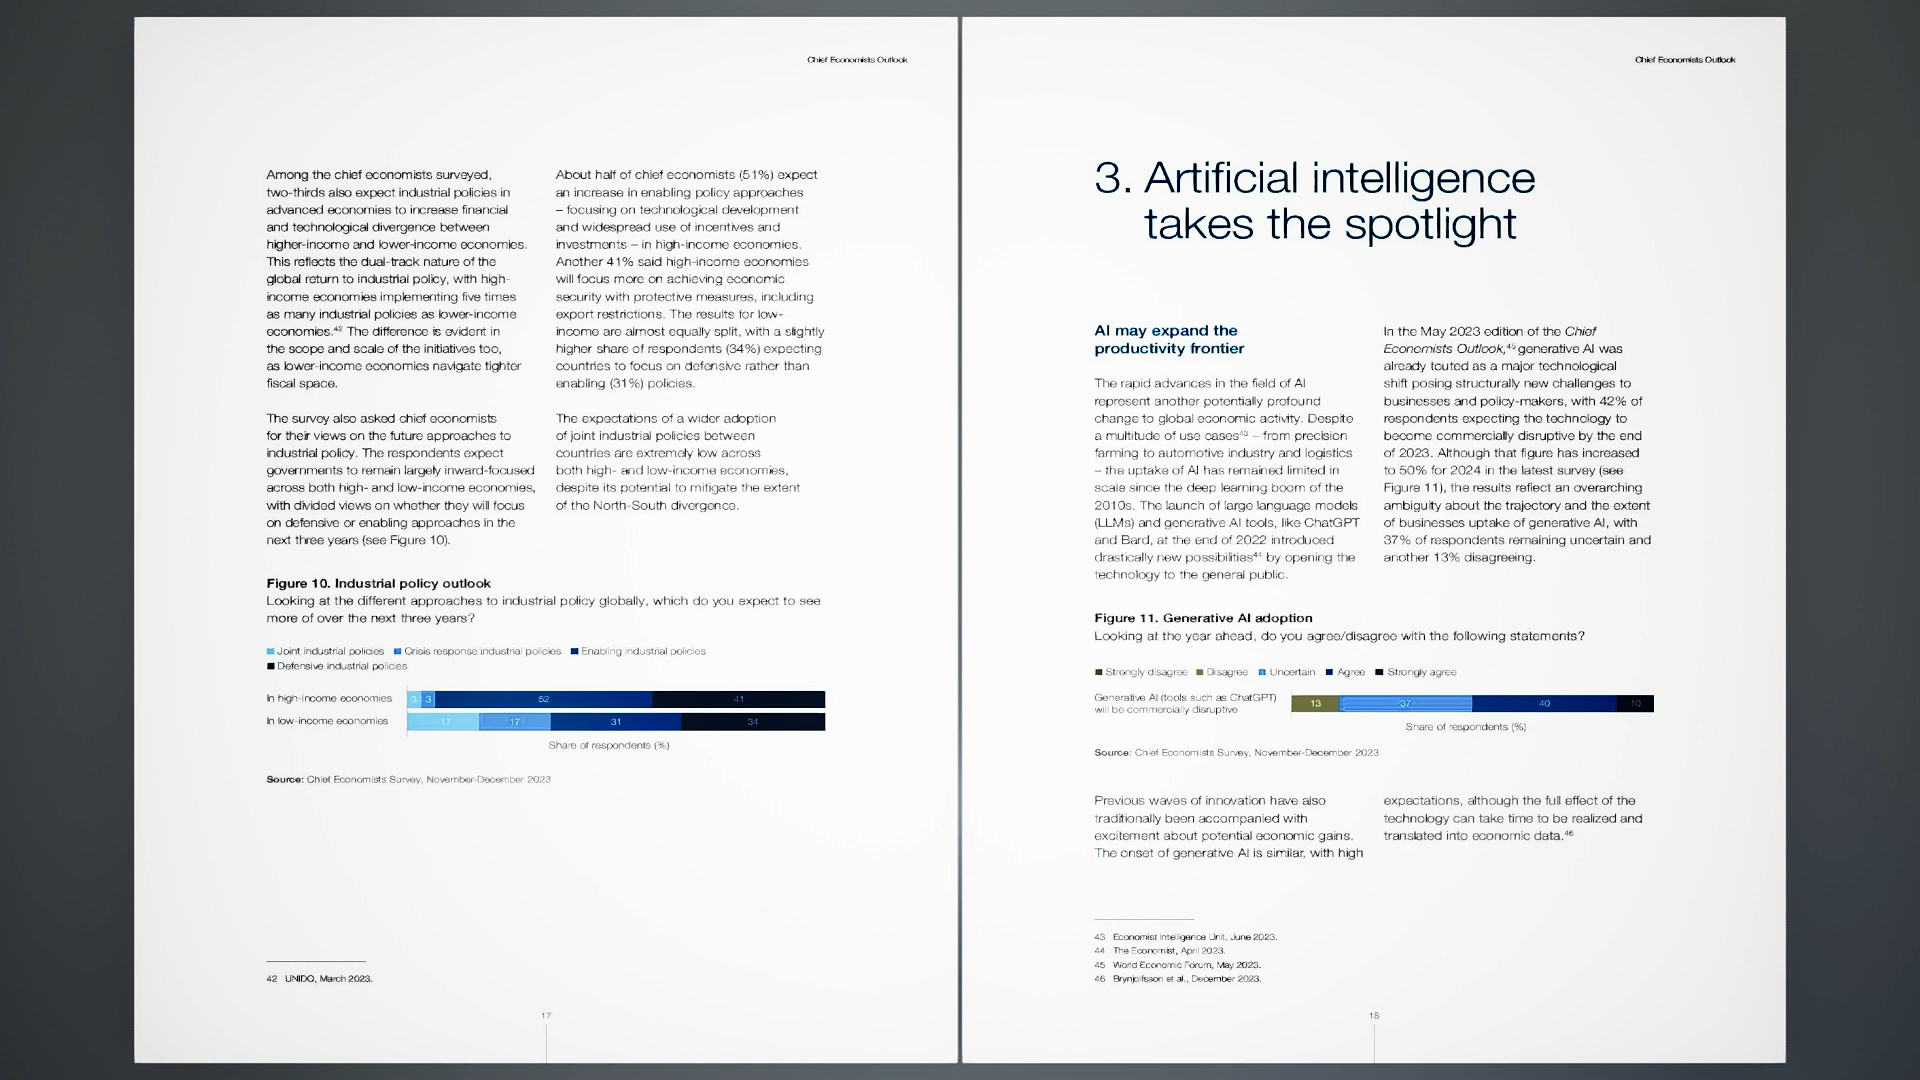 Chief Economists Outlook
Among the chief economists surveyed,
two-thirds also expect industrial policies in
advanced economies to increase financial
and technological divergence between
higher-income and lower-income economies.
This reflects the dual-track nature of the
global return to industrial policy, with high-
income economies implementing five times
as many industrial policies as lower-income
economies.42 The difference is evident in
the scope and scale of the initiatives too,
as lower-income economies navigate tighter
fiscal space.
The survey also asked chief economists
for their views on the future approaches to
industrial policy. The respondents expect
governments to remain largely inward-focused
across both high- and low-income economies,
with divided views on whether they will focus
on defensive or enabling approaches in the
next three years (see Figure 10).
About half of chief economists (51%) expect
an increase in enabling policy approaches
– focusing on technological development
and widespread use of incentives and
investments – in high-income economies.
Another 41% said high-income economies
will focus more on achieving economic
security with protective measures, including
export restrictions. The results for low-
income are almost equally split, with a slightly
higher share of respondents (34%) expecting
countries to focus on defensive rather than
enabling (31%) policies.
The expectations of a wider adoption
of joint industrial policies between
countries are extremely low across
both high- and low-income economies,
despite its potential to mitigate the extent
of the North-South divergence.
Figure 10. Industrial policy outlook
Looking at the different approaches to industrial policy globally, which do you expect to see
more of over the next three years?
Joint industrial policies Crisis response industrial policies Enabling industrial policies
Defensive industrial policies
In high-income economies 3 3 52 41
In low-income economies 17 17 31 34
Share of respondents (%)
Source: Chief Economists Survey, November-December 2023
42 UNIDO, March 2023.
17
Chief Economists Outlook
3. Artificial intelligence
takes the spotlight
AI may expand the
productivity frontier
The rapid advances in the field of AI
represent another potentially profound
change to global economic activity. Despite
a multitude of use cases43 – from precision
farming to automotive industry and logistics
– the uptake of AI has remained limited in
scale since the deep learning boom of the
2010s. The launch of large language models
(LLMs) and generative AI tools, like ChatGPT
and Bard, at the end of 2022 introduced
drastically new possibilities44 by opening the
technology to the general public.
In the May 2023 edition of the Chief
Economists Outlook,45 generative AI was
already touted as a major technological
shift posing structurally new challenges to
businesses and policy-makers, with 42% of
respondents expecting the technology to
become commercially disruptive by the end
of 2023. Although that figure has increased
to 50% for 2024 in the latest survey (see
Figure 11), the results reflect an overarching
ambiguity about the trajectory and the extent
of businesses uptake of generative AI, with
37% of respondents remaining uncertain and
another 13% disagreeing.
Figure 11. Generative AI adoption
Looking at the year ahead, do you agree/disagree with the following statements?
Strongly disagree Disagree Uncertain Agree Strongly agree
Generative AI (tools such as ChatGPT)
will be commercially disruptive
13 37 40 10
Share of respondents (%)
Source: Chief Economists Survey, November-December 2023
Previous waves of innovation have also
traditionally been accompanied with
excitement about potential economic gains.
The onset of generative AI is similar, with high
expectations, although the full effect of the
technology can take time to be realized and
translated into economic data.46
43 Economist Intelligence Unit, June 2023.
44 The Economist, April 2023.
45 World Economic Forum, May 2023.
46 Brynjolfsson et al., December 2023.
18